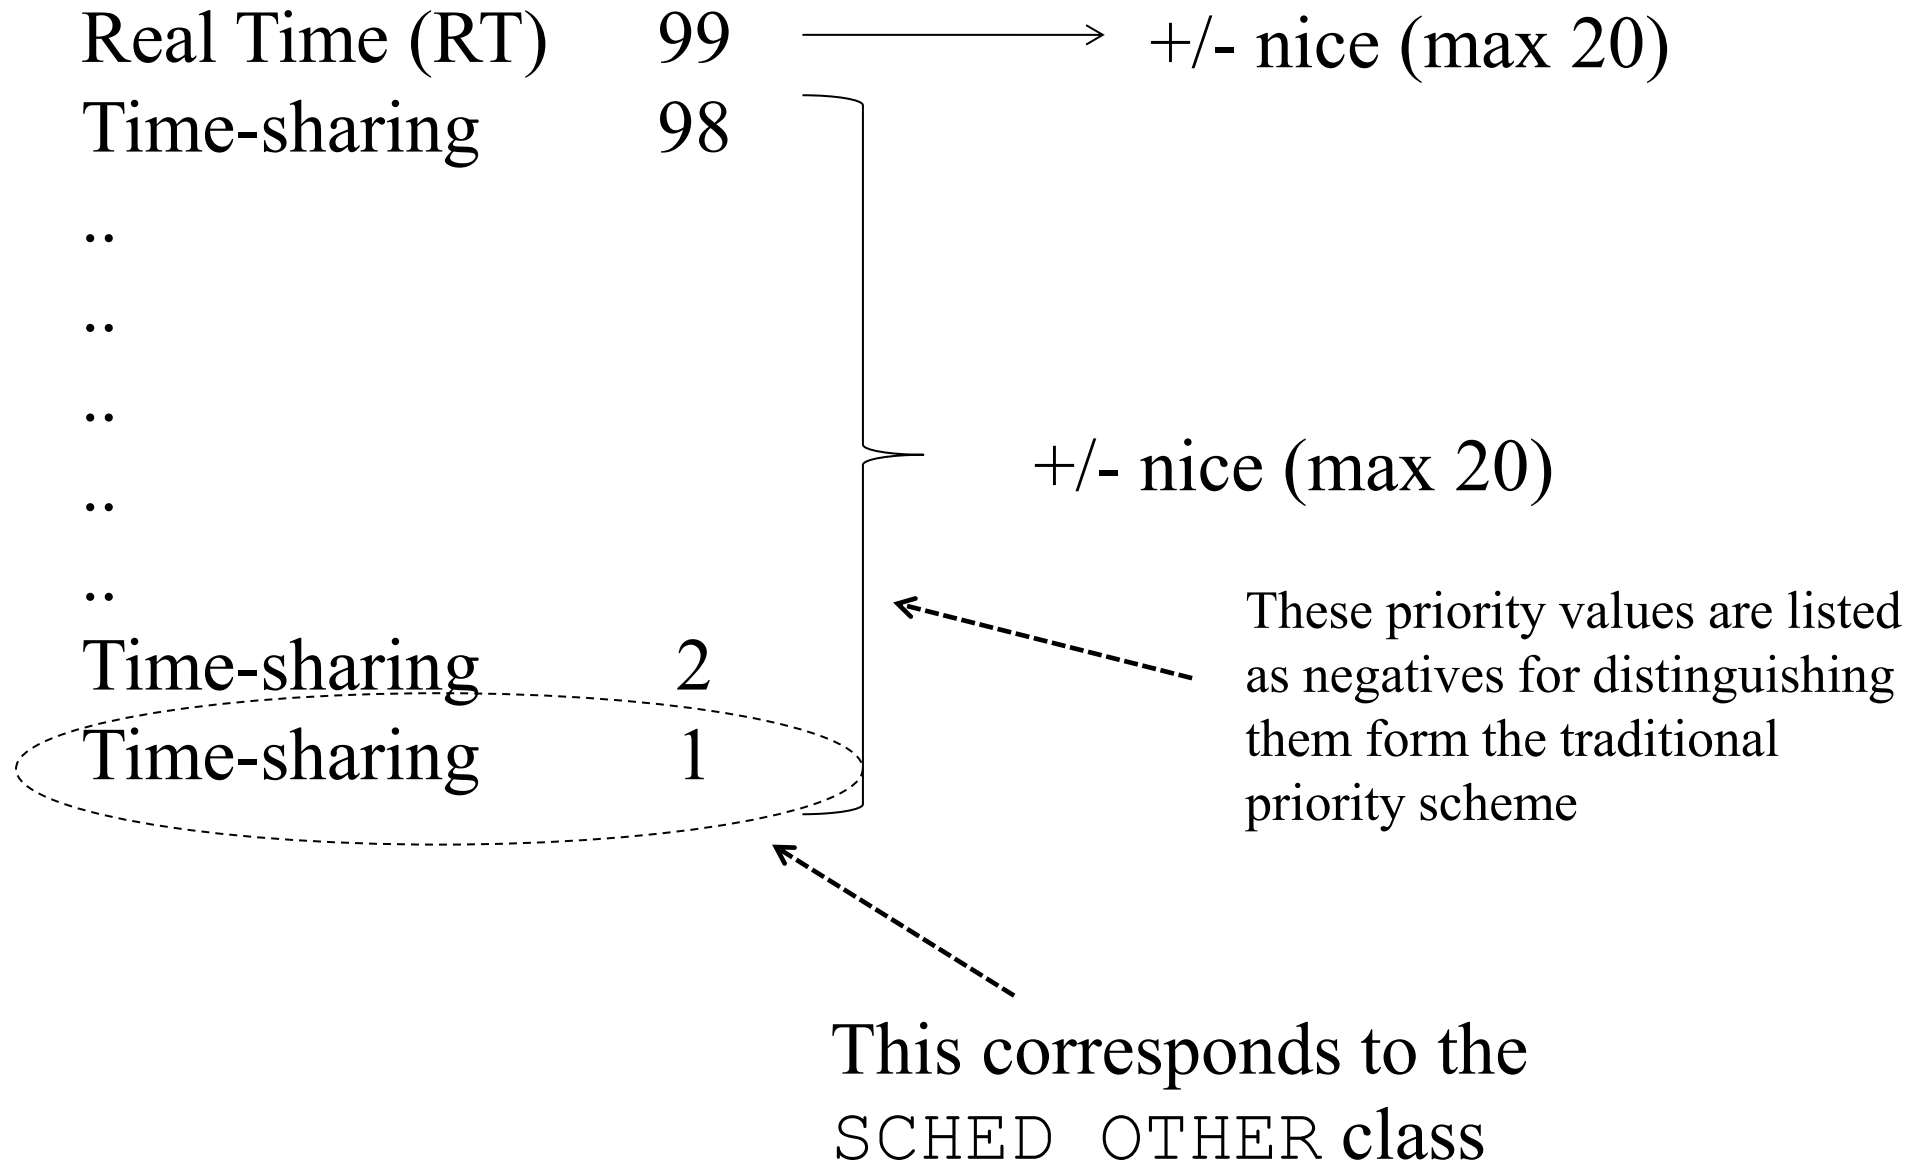 Real Time (RT) 99 +/- nice (max 20)
Time-sharing 98
..
..
..
+/- nice (max 20)
..
..
These priority values are listed
as negatives for distinguishing
them form the traditional
priority scheme
Time-sharing 2
Time-sharing 1
This corresponds to the
SCHED OTHER class